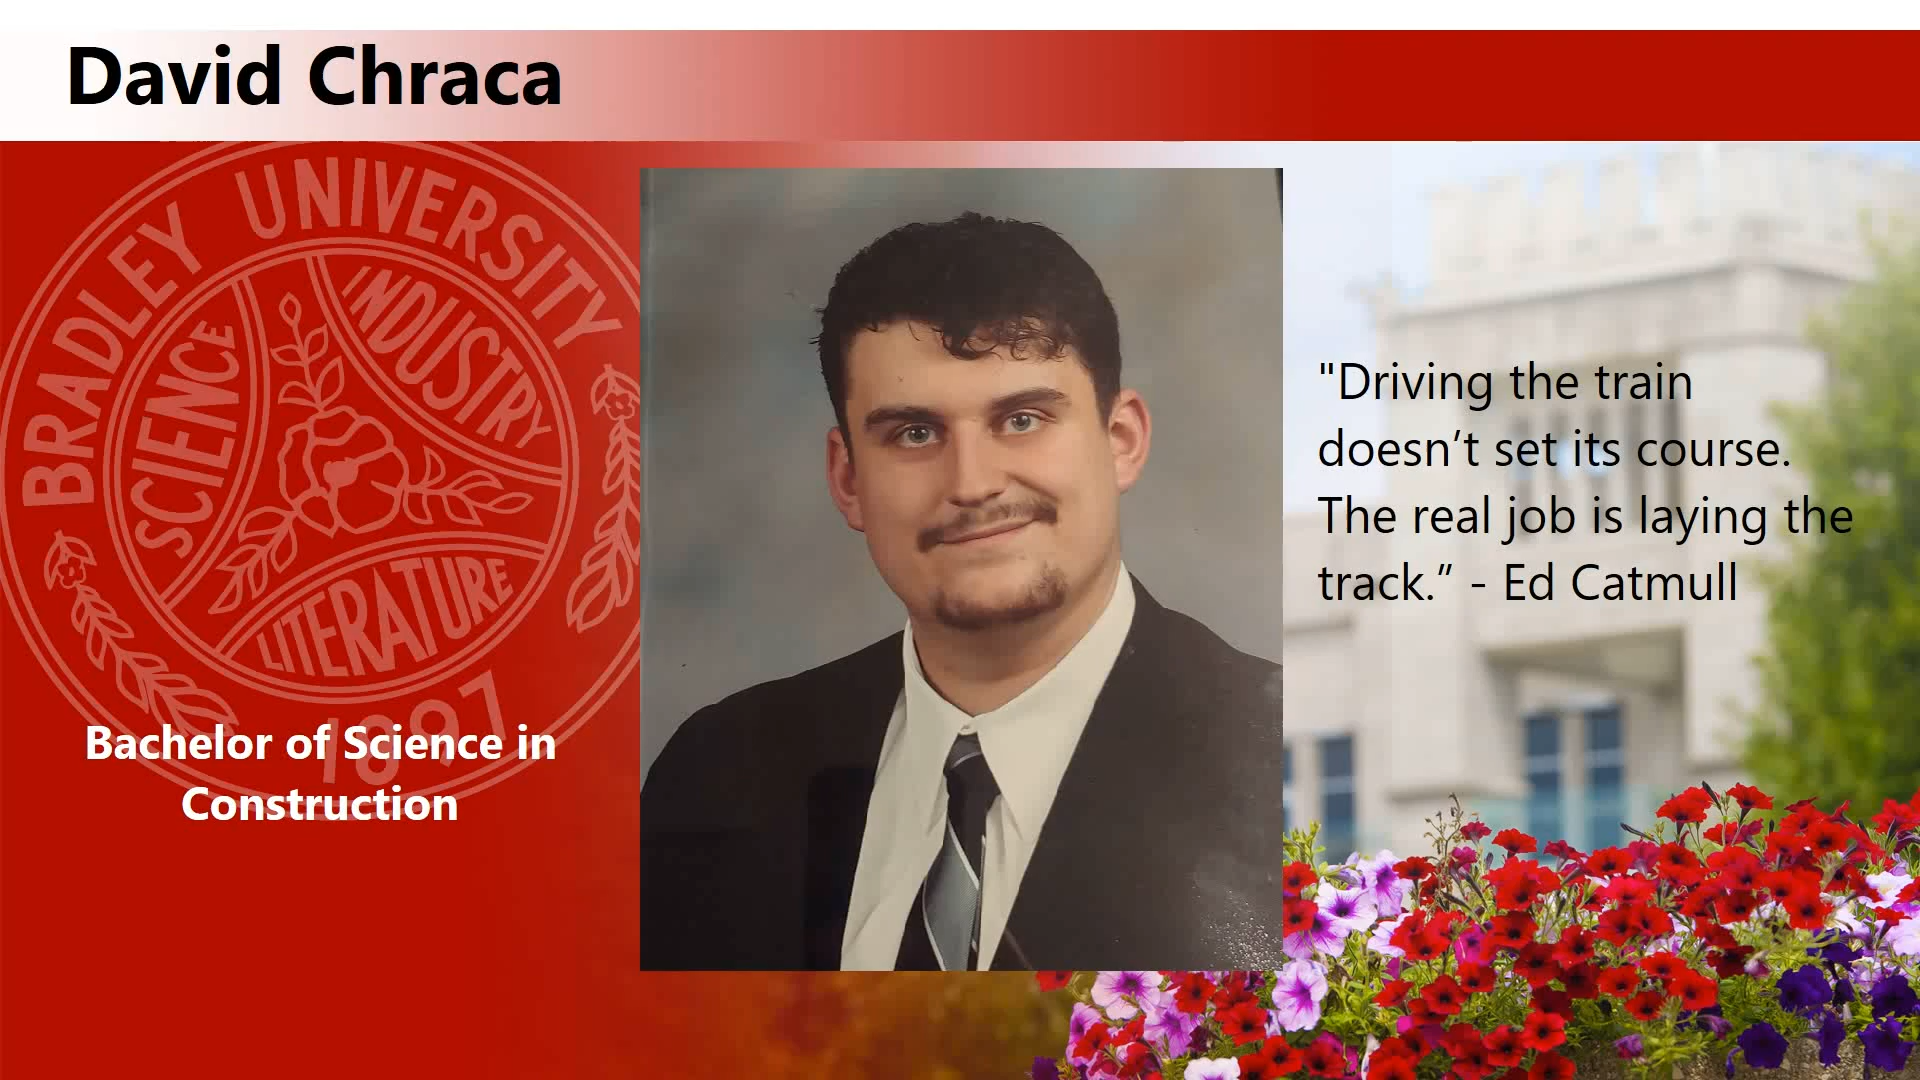 David Chraca
BRADLEY UNIVERSITY
SCIENCE
INDUSTRY
LITERATURE
1897
Bachelor of Science in
Construction
"Driving the train
doesn’t set its course.
The real job is laying the
track.” - Ed Catmull